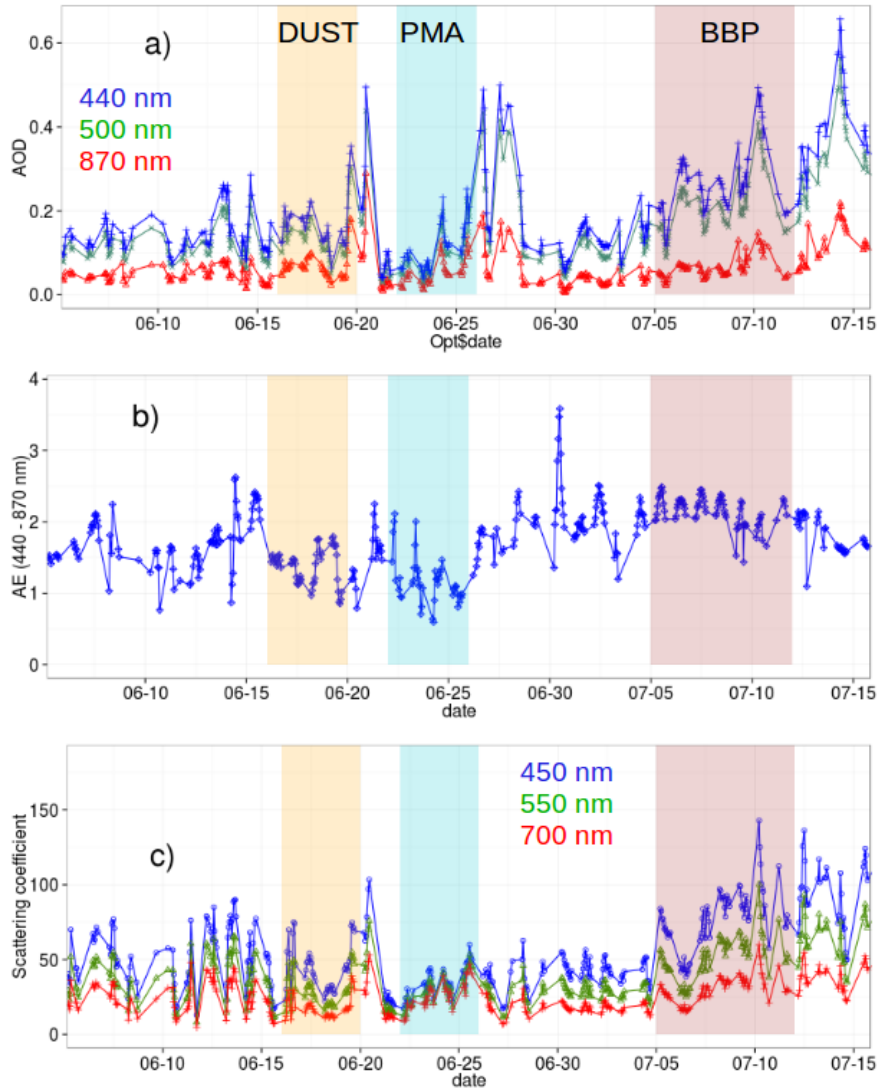 a) DUST PMA BBP
440 nm
500 nm
870 nm
AOD
0.6
0.4
0.2
0.0
06-10 06-15 06-20 06-25 06-30 07-05 07-10 07-15
Opt$date
b)
AE (440 - 870 nm)
4
3
2
1
0
06-10 06-15 06-20 06-25 06-30 07-05 07-10 07-15
date
450 nm
550 nm
700 nm
c)
Scattering coefficient
150
100
50
0
06-10 06-15 06-20 06-25 06-30 07-05 07-10 07-15
date